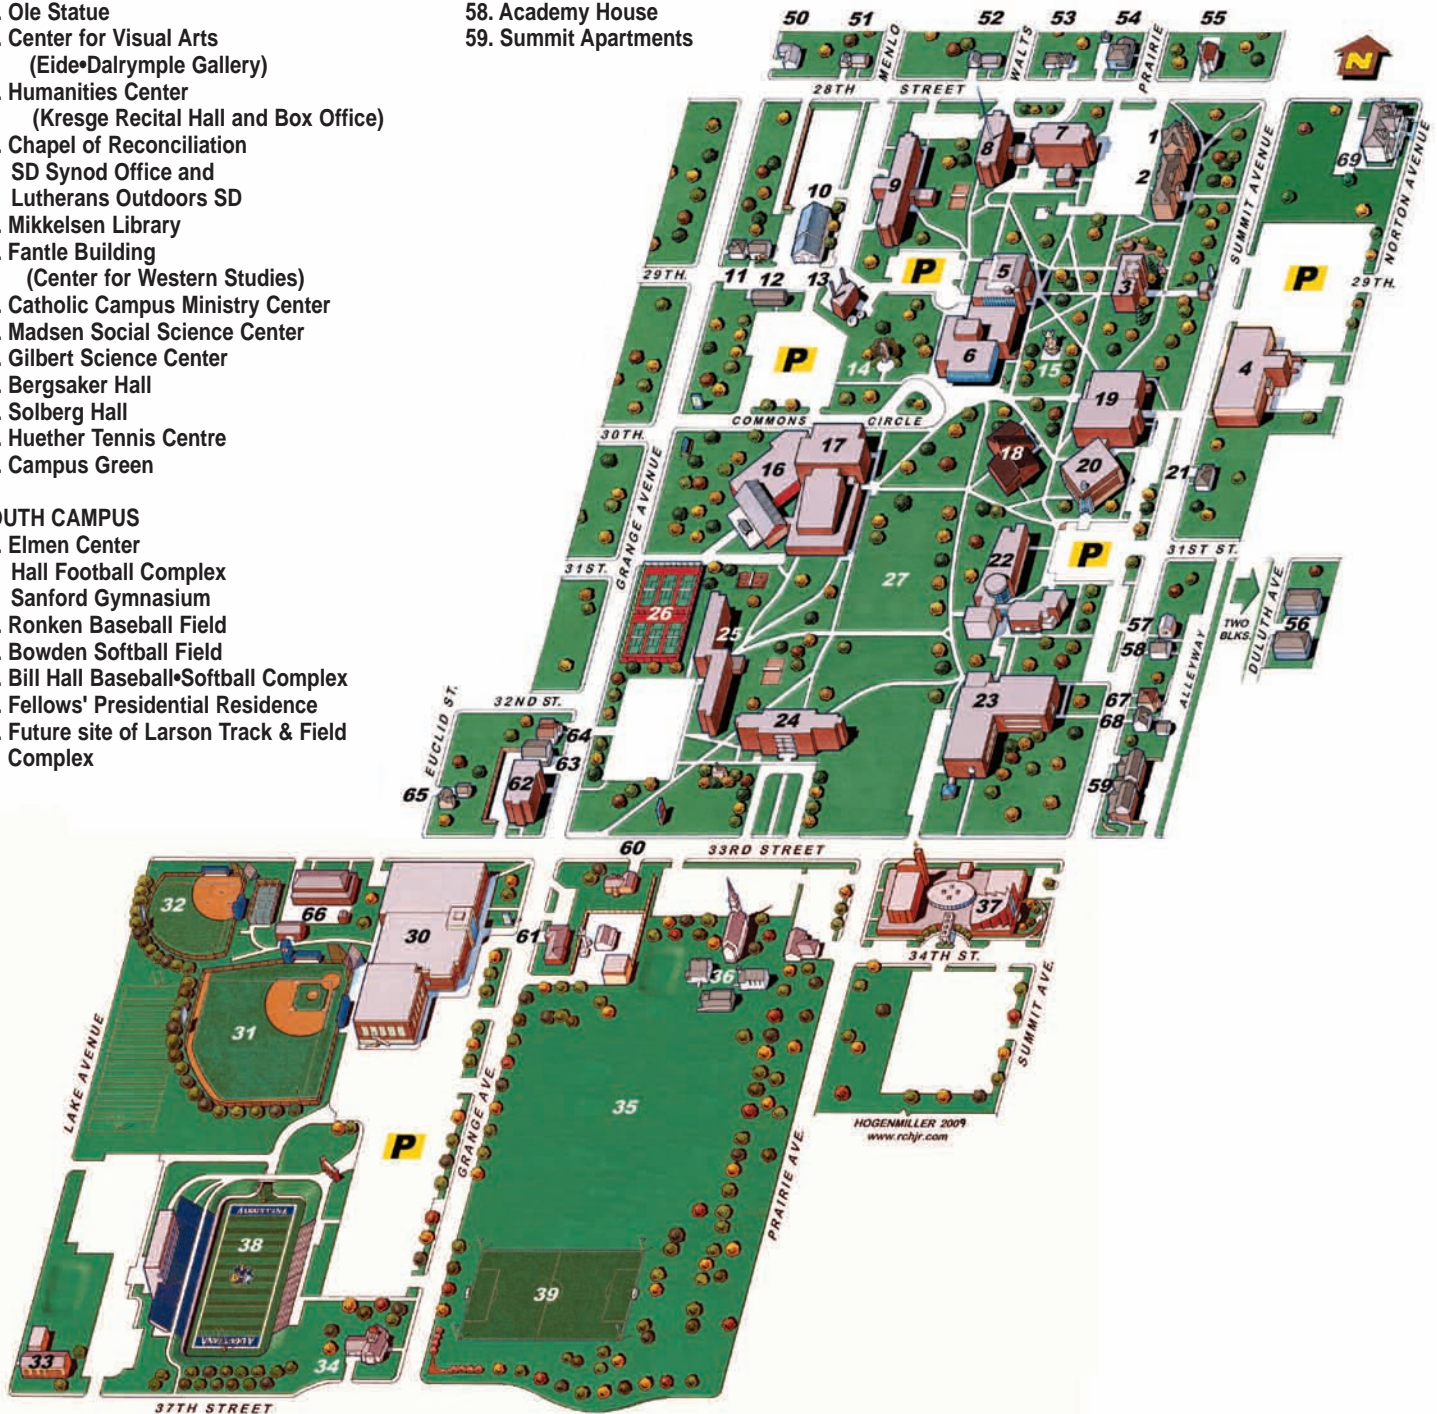 . Ole Statue
. Center for Visual Arts
(Eide•Dalrymple Gallery)
. Humanities Center
(Kresge Recital Hall and Box Office)
. Chapel of Reconciliation
SD Synod Office and
Lutherans Outdoors SD
. Mikkelsen Library
. Fantle Building
(Center for Western Studies)
. Catholic Campus Ministry Center
. Madsen Social Science Center
. Gilbert Science Center
. Bergsaker Hall
. Solberg Hall
. Huether Tennis Centre
. Campus Green
OUTH CAMPUS
. Elmen Center
Hall Football Complex
Sanford Gymnasium
. Ronken Baseball Field
. Bowden Softball Field
. Bill Hall Baseball•Softball Complex
. Fellows' Presidential Residence
. Future site of Larson Track & Field
Complex
58. Academy House
59. Summit Apartments
50
51
MENLO
52
WALTS
53
54
PRAIRIE
55
N
28TH STREET
1
2
7
8
9
69
SUMMIT AVENUE
NORTON AVENUE
10
11
12
13
P
5
3
P
29TH.
29TH.
P
14
6
15
4
19
COMMONS CIRCLE
30TH.
GRANGE AVENUE
16
17
18
20
21
31ST.
27
22
P
31ST ST.
26
25
57
58
TWO
BLKS.
DULUTH AVE.
56
ALLEYWAY
67
68
23
24
59
32ND ST.
EUCLID ST.
64
63
62
65
33RD STREET
60
32
66
30
61
36
37
34TH ST.
31
LAKE AVENUE
SUMMIT AVE.
35
HOGENMILLER 2009
www.rchjr.com
P
GRANGE AVE.
PRAIRIE AVE.
AUGUSTANA
38
AUGUSTANA
39
33
34
37TH STREET